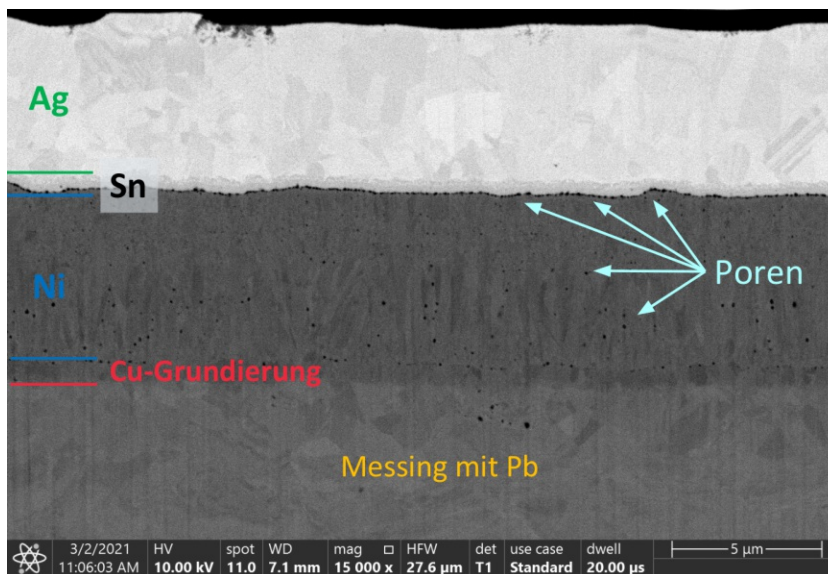 Ag
Sn
Ni
Poren
Cu-Grundierung
Messing mit Pb
3/2/2021 HV spot WD mag □ HFW det use case dwell
11:06:03 AM 10.00 kV 11.0 7.1 mm 15 000 x 27.6 µm T1 Standard 20.00 µs
5 µm